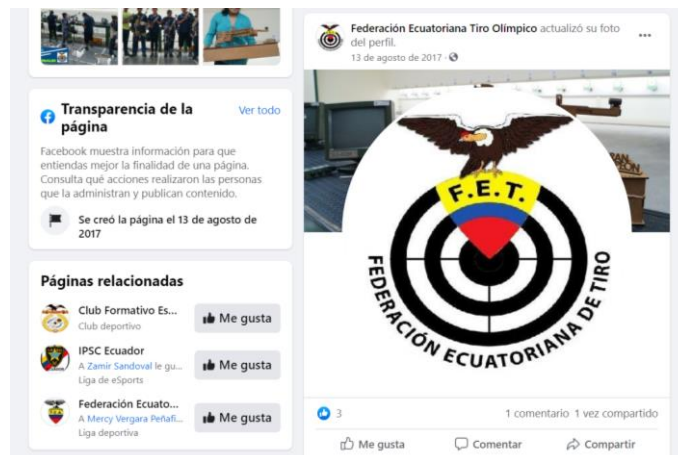 Transparencia de la
página
Ver todo
Facebook muestra información para que
entiendas mejor la finalidad de una página.
Consulta qué acciones realizaron las personas
que la administran y publican contenido.
Se creó la página el 13 de agosto de
2017
Páginas relacionadas
Club Formativo Es...
Club deportivo
Me gusta
IPSC Ecuador
A Zamir Sandoval le gu...
Liga de eSports
Me gusta
Federación Ecuato...
A Mercy Vergara Peñafi...
Liga deportiva
Me gusta
Federación Ecuatoriana Tiro Olímpico actualizó su foto
del perfil.
13 de agosto de 2017
F.E.T.
FEDERACIÓN ECUATORIANA DE TIRO
3
1 comentario 1 vez compartido
Me gusta
Comentar
Compartir